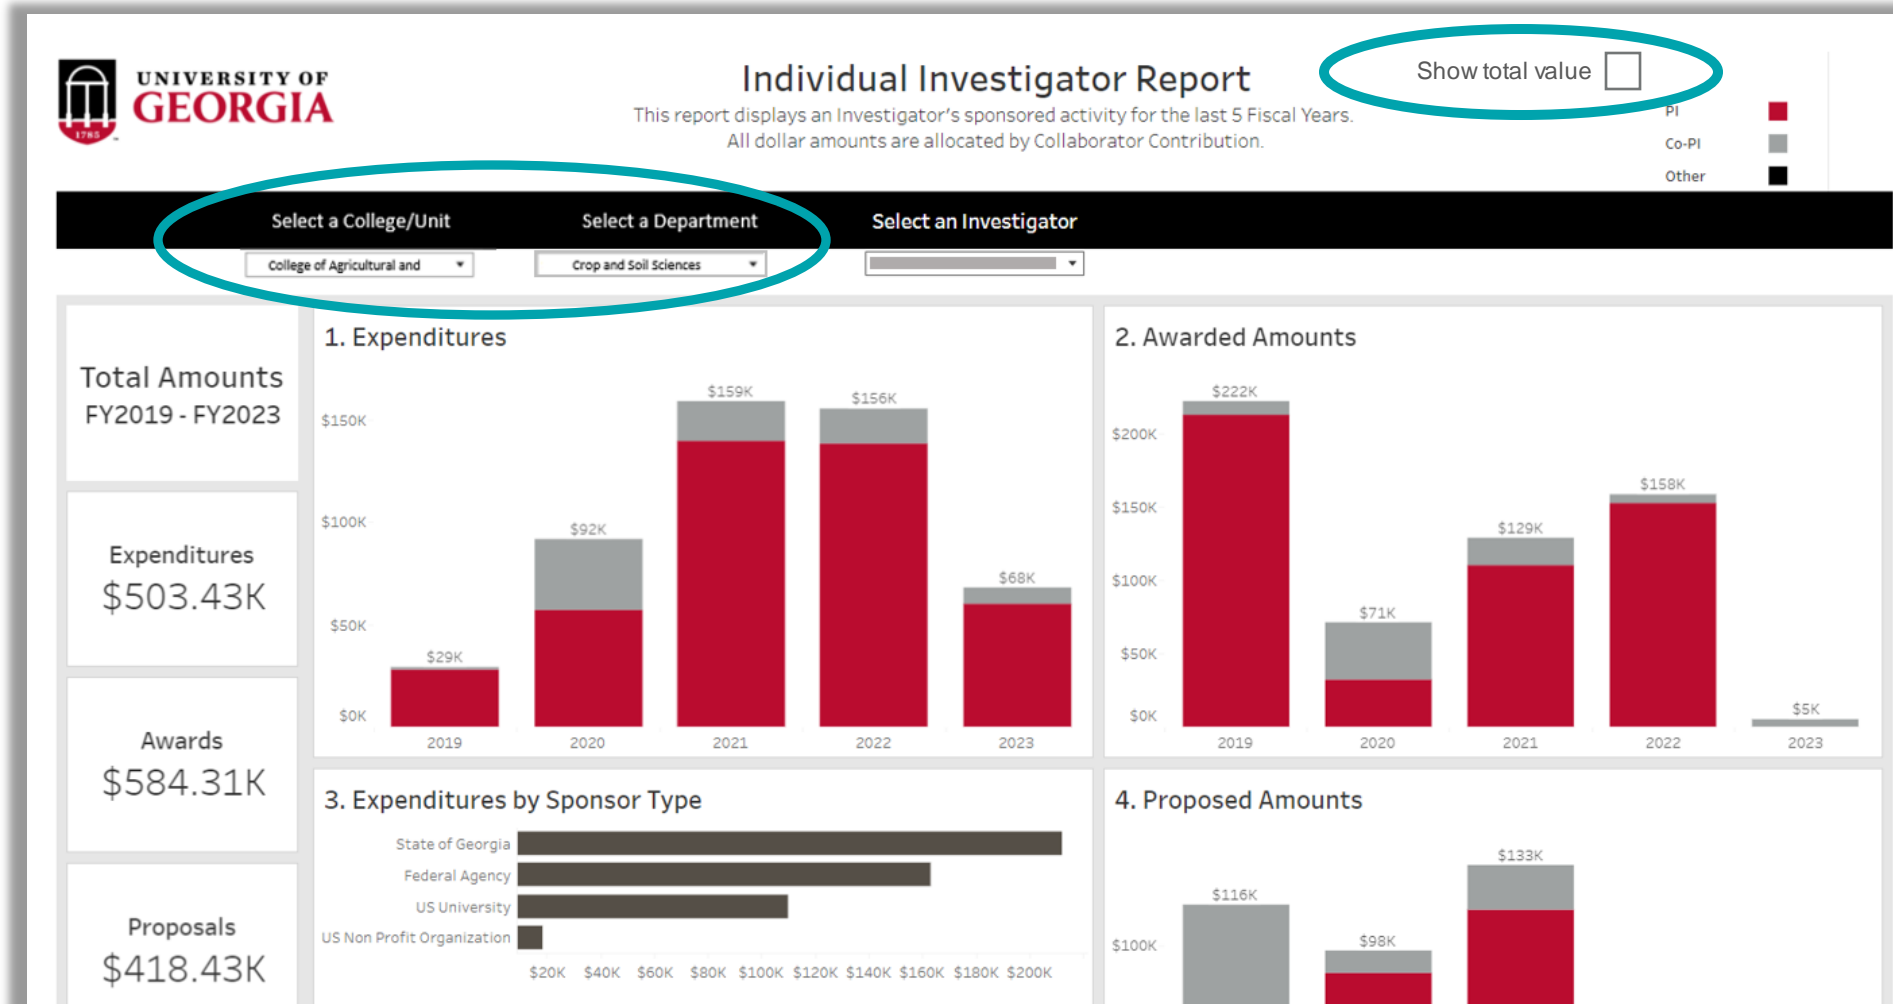 UNIVERSITY OF
GEORGIA
1785
Individual Investigator Report
This report displays an Investigator's sponsored activity for the last 5 Fiscal Years.
All dollar amounts are allocated by Collaborator Contribution.
Show total value
PI
Co-PI
Other
Select a College/Unit
Select a Department
Select an Investigator
College of Agricultural and
Crop and Soil Sciences
Total Amounts
FY2019 - FY2023
Expenditures
$503.43K
Awards
$584.31K
Proposals
$418.43K
1. Expenditures
$150K
$100K
$50K
$0K
$29K
$92K
$159K
$156K
$68K
2019
2020
2021
2022
2023
2. Awarded Amounts
$200K
$150K
$100K
$50K
$0K
$222K
$71K
$129K
$158K
$5K
2019
2020
2021
2022
2023
3. Expenditures by Sponsor Type
State of Georgia
Federal Agency
US University
US Non Profit Organization
$20K $40K $60K $80K $100K $120K $140K $160K $180K $200K
4. Proposed Amounts
$100K
$116K
$98K
$133K